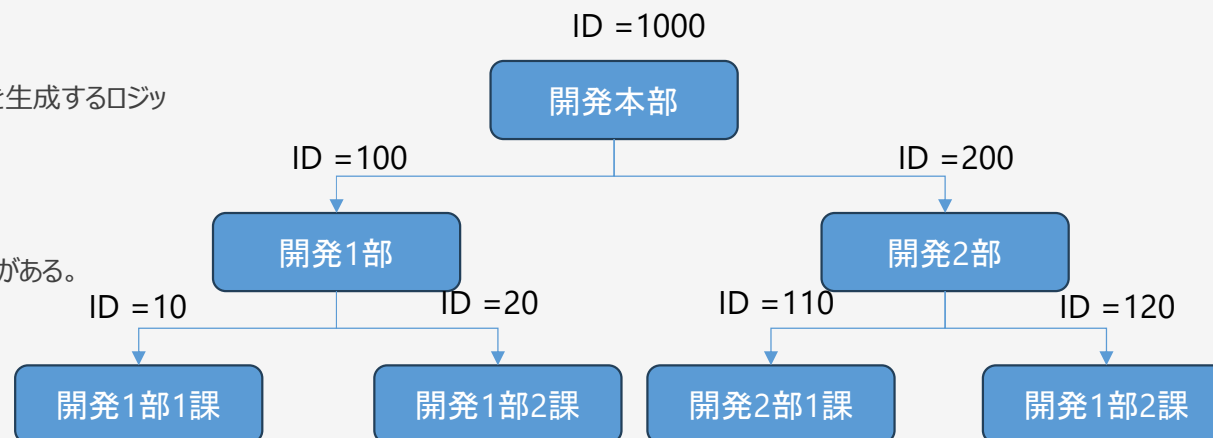 ID =1000
を生成するロジッ
開発本部
ID =100
ID =200
開発1部
開発2部
がある。
ID =10
ID =20
ID =110
ID =120
開発1部1課
開発1部2課
開発2部1課
開発1部2課